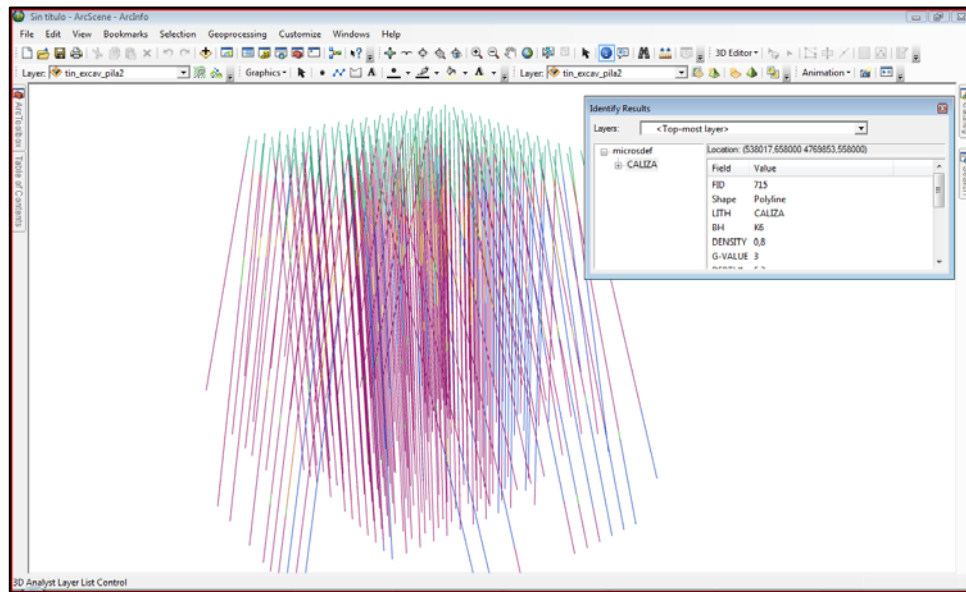 Sin título - ArcScene - ArcInfo
File Edit View Bookmarks Selection Geoprocessing Customize Windows Help
3D Editor
Layer: tin_excav_pila2 Graphics A A Layer: tin_excav_pila2 Animation
ArcToolbox
Table of Contents
Identify Results
Layers: <Top-most layer>
microsdef
CALIZA
Location: (538017,658000 4769853,558000)
Field Value
FID 715
Shape Polyline
LITH CALIZA
BH K6
DENSITY 0,8
G-VALUE 3
3D Analyst Layer List Control